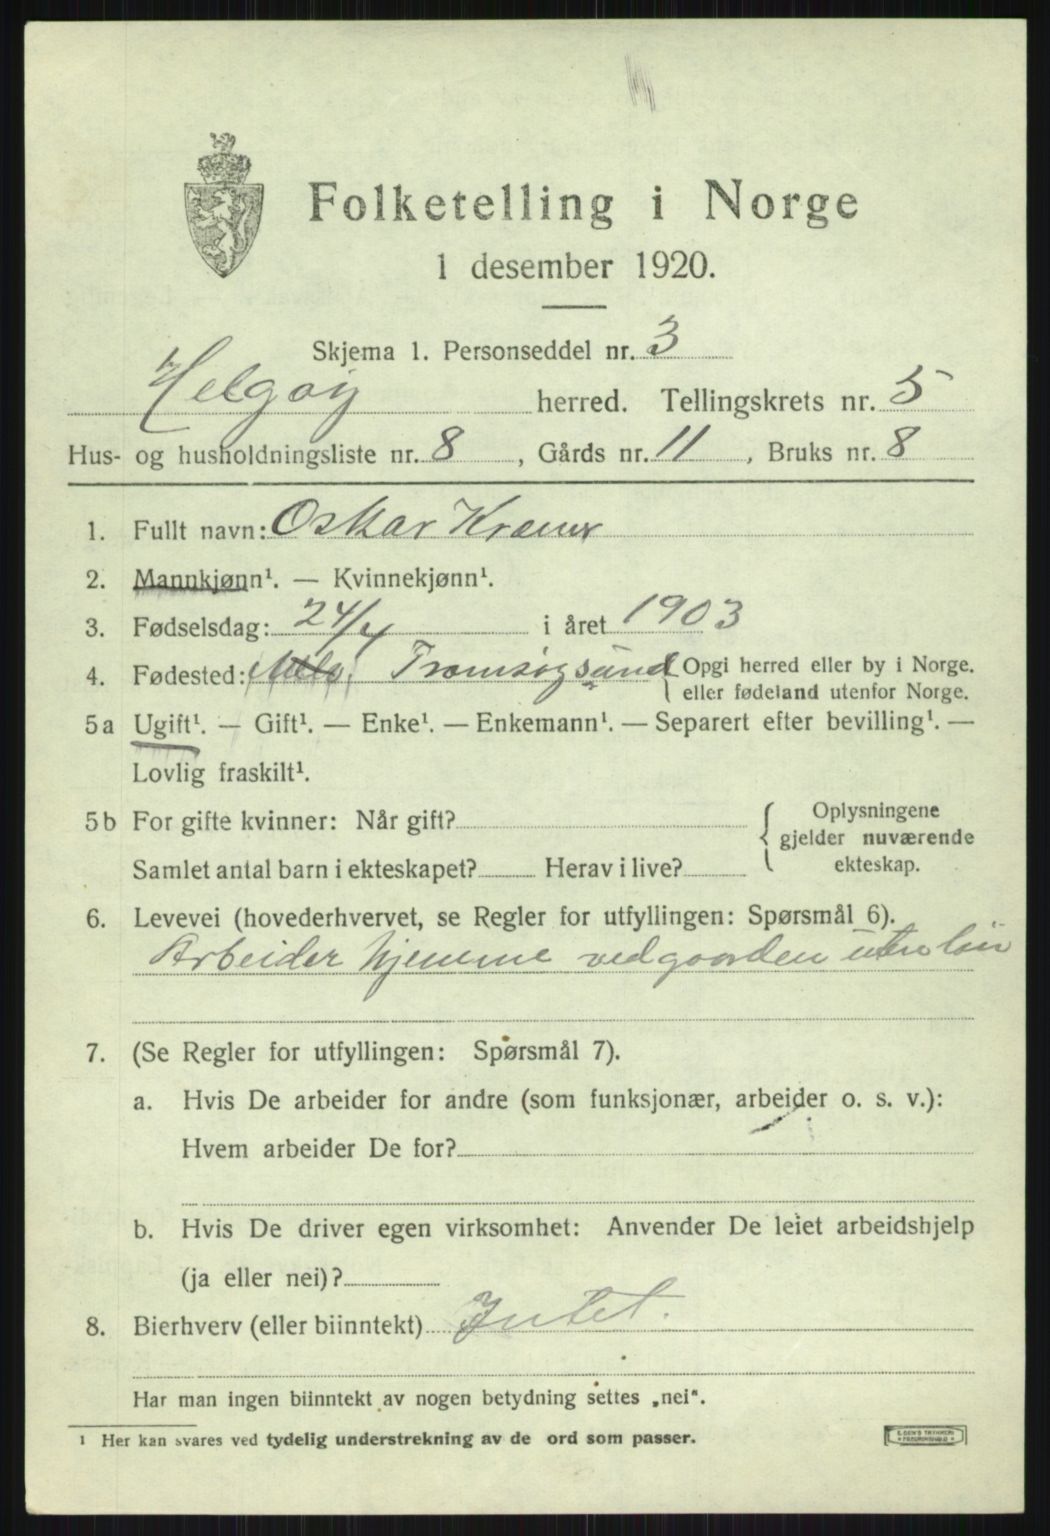 Folketelling i Norge
1 desember 1920.
Skjema 1. Personseddel nr. 3
Helgøy herred. Tellingskrets nr. 5
Hus- og husholdningsliste nr. 8, Gårds nr. 11, Bruks nr. 8
1. Fullt navn: Oskar Kræmer
2. Mannkjønn¹. — Kvinnekjønn¹.
3. Fødselsdag: 24/4 i året 1903
4. Fødested: Tromsøysund Opgi herred eller by i Norge.
eller fødeland utenfor Norge.
5a Ugift¹. — Gift¹. — Enke¹. — Enkemann¹. — Separert efter bevilling¹. —
Lovlig fraskilt¹.
5b For gifte kvinner: Når gift? Oplysningene
gjelder nuværende
Samlet antal barn i ekteskapet? Herav i live? ekteskap.
6. Levevei (hovederhvervet, se Regler for utfyllingen: Spørsmål 6).
Arbeider hjemme ved gaarden uten løn
7. (Se Regler for utfyllingen: Spørsmål 7).
a. Hvis De arbeider for andre (som funksjonær, arbeider o. s. v.):
Hvem arbeider De for?
b. Hvis De driver egen virksomhet: Anvender De leiet arbeidshjelp
(ja eller nei)?
8. Bierhverv (eller biinntekt) Intet.
Har man ingen biinntekt av nogen betydning settes „nei".
¹ Her kan svares ved tydelig understrekning av de ord som passer.